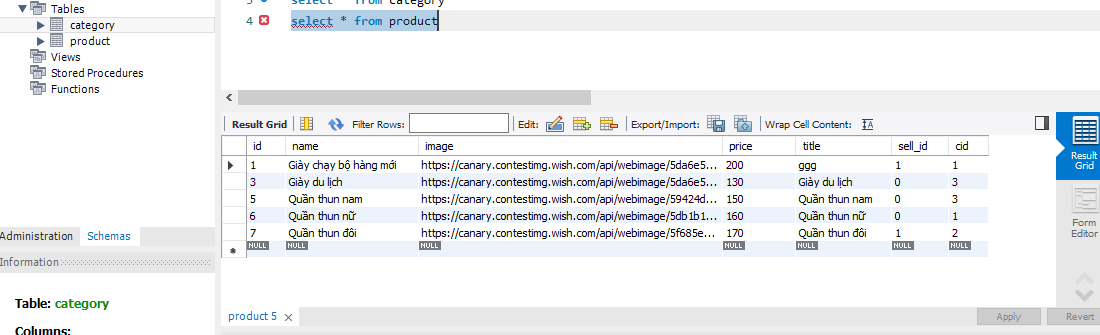 Tables
category
product
Views
Stored Procedures
Functions
Administration Schemas
Information
Table: category
Columns:
select * from category
4 select * from product
Result Grid Filter Rows: Edit: Export/Import: Wrap Cell Content:
id name image price title sell_id cid
1 Giày chạy bộ hàng mới https://canary.contestimg.wish.com/api/webimage/5da6e5... 200 ggg 1 1
3 Giày du lịch https://canary.contestimg.wish.com/api/webimage/5da6e5... 130 Giày du lịch 0 3
5 Quần thun nam https://canary.contestimg.wish.com/api/webimage/59424d... 150 Quần thun nam 0 3
6 Quần thun nữ https://canary.contestimg.wish.com/api/webimage/5db1b1... 160 Quần thun nữ 0 1
7 Quần thun đôi https://canary.contestimg.wish.com/api/webimage/5f685e... 170 Quần thun đôi 1 2
NULL NULL NULL NULL NULL NULL NULL
Result
Grid
Form
Editor
product 5
Apply Revert